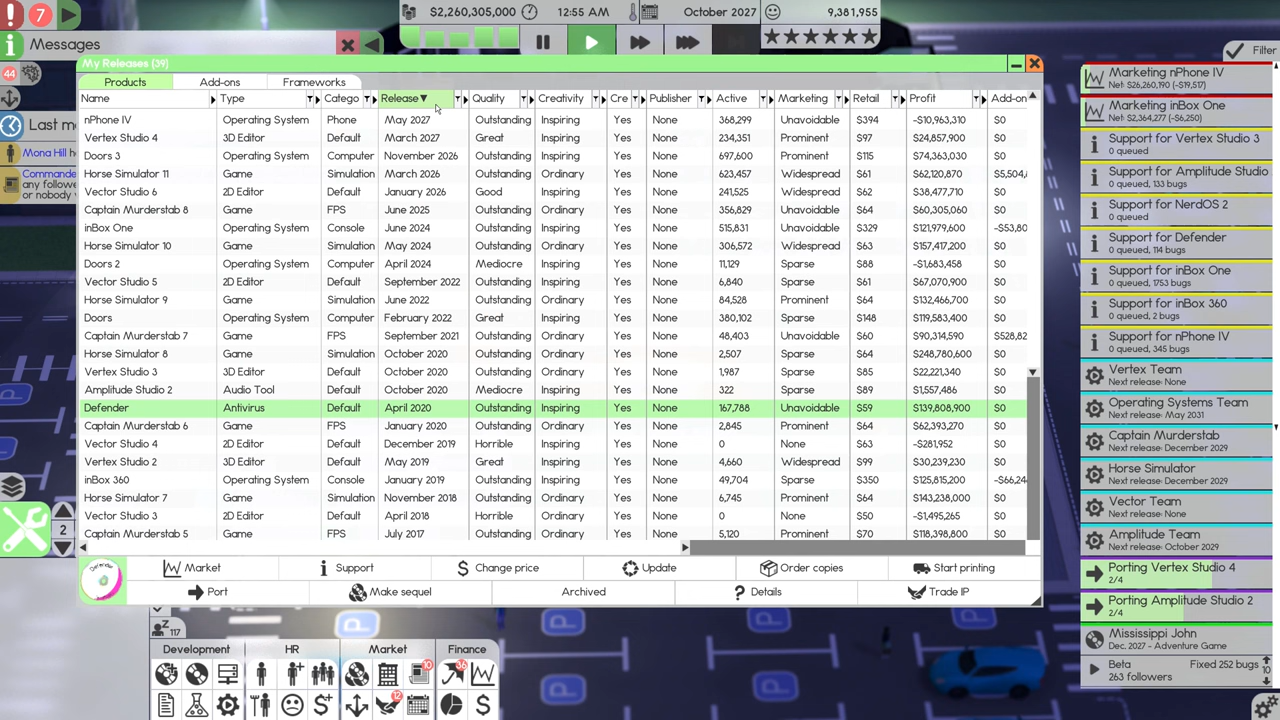 7
$2,260,305,000
12:55 AM
October 2027
9,381,955
Messages
44
Last m
Mona Hill h
Commande
any followe
or nobody v
2
My Releases (39)
Products Add-ons Frameworks
Name Type Catego Release▼ Quality Creativity Cre Publisher Active Marketing Retail Profit Add-on
nPhone IV Operating System Phone May 2027 Outstanding Inspiring Yes None 368,299 Unavoidable $394 -$10,963,310 $0
Vertex Studio 4 3D Editor Default March 2027 Great Inspiring Yes None 234,351 Prominent $97 $24,857,900 $0
Doors 3 Operating System Computer November 2026 Outstanding Inspiring Yes None 697,600 Prominent $115 $74,363,030 $0
Horse Simulator 11 Game Simulation March 2026 Outstanding Inspiring Yes None 623,457 Widespread $61 $62,120,870 $5,504,
Vector Studio 6 2D Editor Default January 2026 Good Inspiring Yes None 241,525 Widespread $62 $38,477,710 $0
Captain Murderstab 8 Game FPS June 2025 Outstanding Ordinary Yes None 356,829 Unavoidable $64 $60,305,060 $0
inBox One Operating System Console June 2024 Outstanding Ordinary Yes None 515,831 Unavoidable $329 $121,979,600 -$53,80
Horse Simulator 10 Game Simulation May 2024 Outstanding Inspiring Yes None 306,572 Widespread $63 $157,417,200 $0
Doors 2 Operating System Computer April 2024 Mediocre Inspiring Yes None 11,129 Sparse $88 -$1,683,458 $0
Vector Studio 5 2D Editor Default September 2022 Good Inspiring Yes None 6,840 Sparse $61 $67,070,900 $0
Horse Simulator 9 Game Simulation June 2022 Outstanding Ordinary Yes None 84,528 Prominent $64 $132,466,700 $0
Doors Operating System Computer February 2022 Great Ordinary Yes None 380,102 Sparse $148 $119,583,400 $0
Captain Murderstab 7 Game FPS September 2021 Outstanding Ordinary Yes None 48,403 Unavoidable $60 $90,314,590 $528,82
Horse Simulator 8 Game Simulation October 2020 Outstanding Ordinary Yes None 2,507 Sparse $64 $248,780,600 $0
Vertex Studio 3 3D Editor Default October 2020 Outstanding Ordinary Yes None 1,987 Sparse $85 $22,221,340 $0
Amplitude Studio 2 Audio Tool Default October 2020 Mediocre Inspiring Yes None 322 Sparse $89 $1,557,486 $0
Defender Antivirus Default April 2020 Outstanding Inspiring Yes None 167,788 Unavoidable $59 $139,808,900 $0
Captain Murderstab 6 Game FPS January 2020 Outstanding Ordinary Yes None 2,845 Prominent $64 $62,393,270 $0
Vector Studio 4 2D Editor Default December 2019 Horrible Inspiring Yes None 0 None $63 -$281,952 $0
Vertex Studio 2 3D Editor Default May 2019 Great Inspiring Yes None 4,660 Widespread $99 $30,239,230 $0
inBox 360 Operating System Console January 2019 Outstanding Ordinary Yes None 49,704 Sparse $350 $125,815,200 -$66,24
Horse Simulator 7 Game Simulation November 2018 Outstanding Ordinary Yes None 6,745 Prominent $64 $143,238,000 $0
Vector Studio 3 2D Editor Default April 2018 Horrible Ordinary Yes None 0 None $50 -$1,495,265 $0
Captain Murderstab 5 Game FPS July 2017 Outstanding Ordinary Yes None 5,120 Prominent $70 $118,398,800 $0
Defender
Market Support Change price Update Order copies Start printing
Port Make sequel Archived Details Trade IP
117
Development HR Market Finance
10 36
12
Filter
Marketing nPhone IV
Net: $26,260,190 (-$19,517)
Marketing inBox One
Net: $2,364,277 (-$6,250)
Support for Vertex Studio 3
0 queued
Support for Amplitude Studio
0 queued, 133 bugs
Support for NerdOS 2
0 queued
Support for Defender
0 queued, 114 bugs
Support for inBox One
0 queued, 1753 bugs
Support for inBox 360
0 queued, 2 bugs
Support for nPhone IV
0 queued, 345 bugs
Vertex Team
Next release: None
Operating Systems Team
Next release: May 2031
Captain Murderstab
Next release: December 2029
Horse Simulator
Next release: December 2029
Vector Team
Next release: None
Amplitude Team
Next release: October 2029
Porting Vertex Studio 4
2/4
Porting Amplitude Studio 2
2/4
Mississippi John
Dec. 2027 - Adventure Game
Beta Fixed 252 bugs
263 followers
10